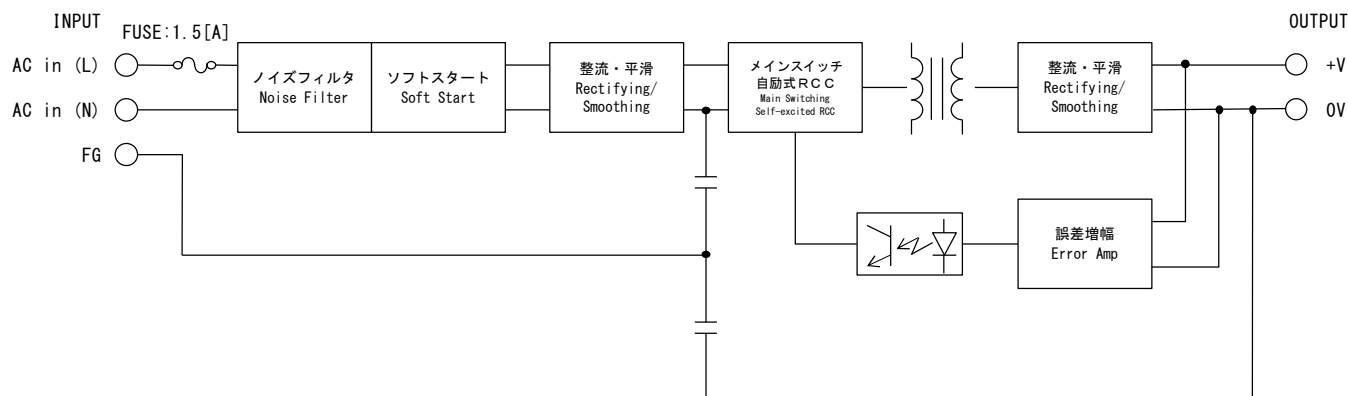 INPUT
FUSE:1.5[A]
AC in (L)
AC in (N)
FG
ノイズフィルタ
Noise Filter
ソフトスタート
Soft Start
整流・平滑
Rectifying/
Smoothing
メインスイッチ
自励式RCC
Main Switching
Self-excited RCC
整流・平滑
Rectifying/
Smoothing
誤差増幅
Error Amp
OUTPUT
+V
0V